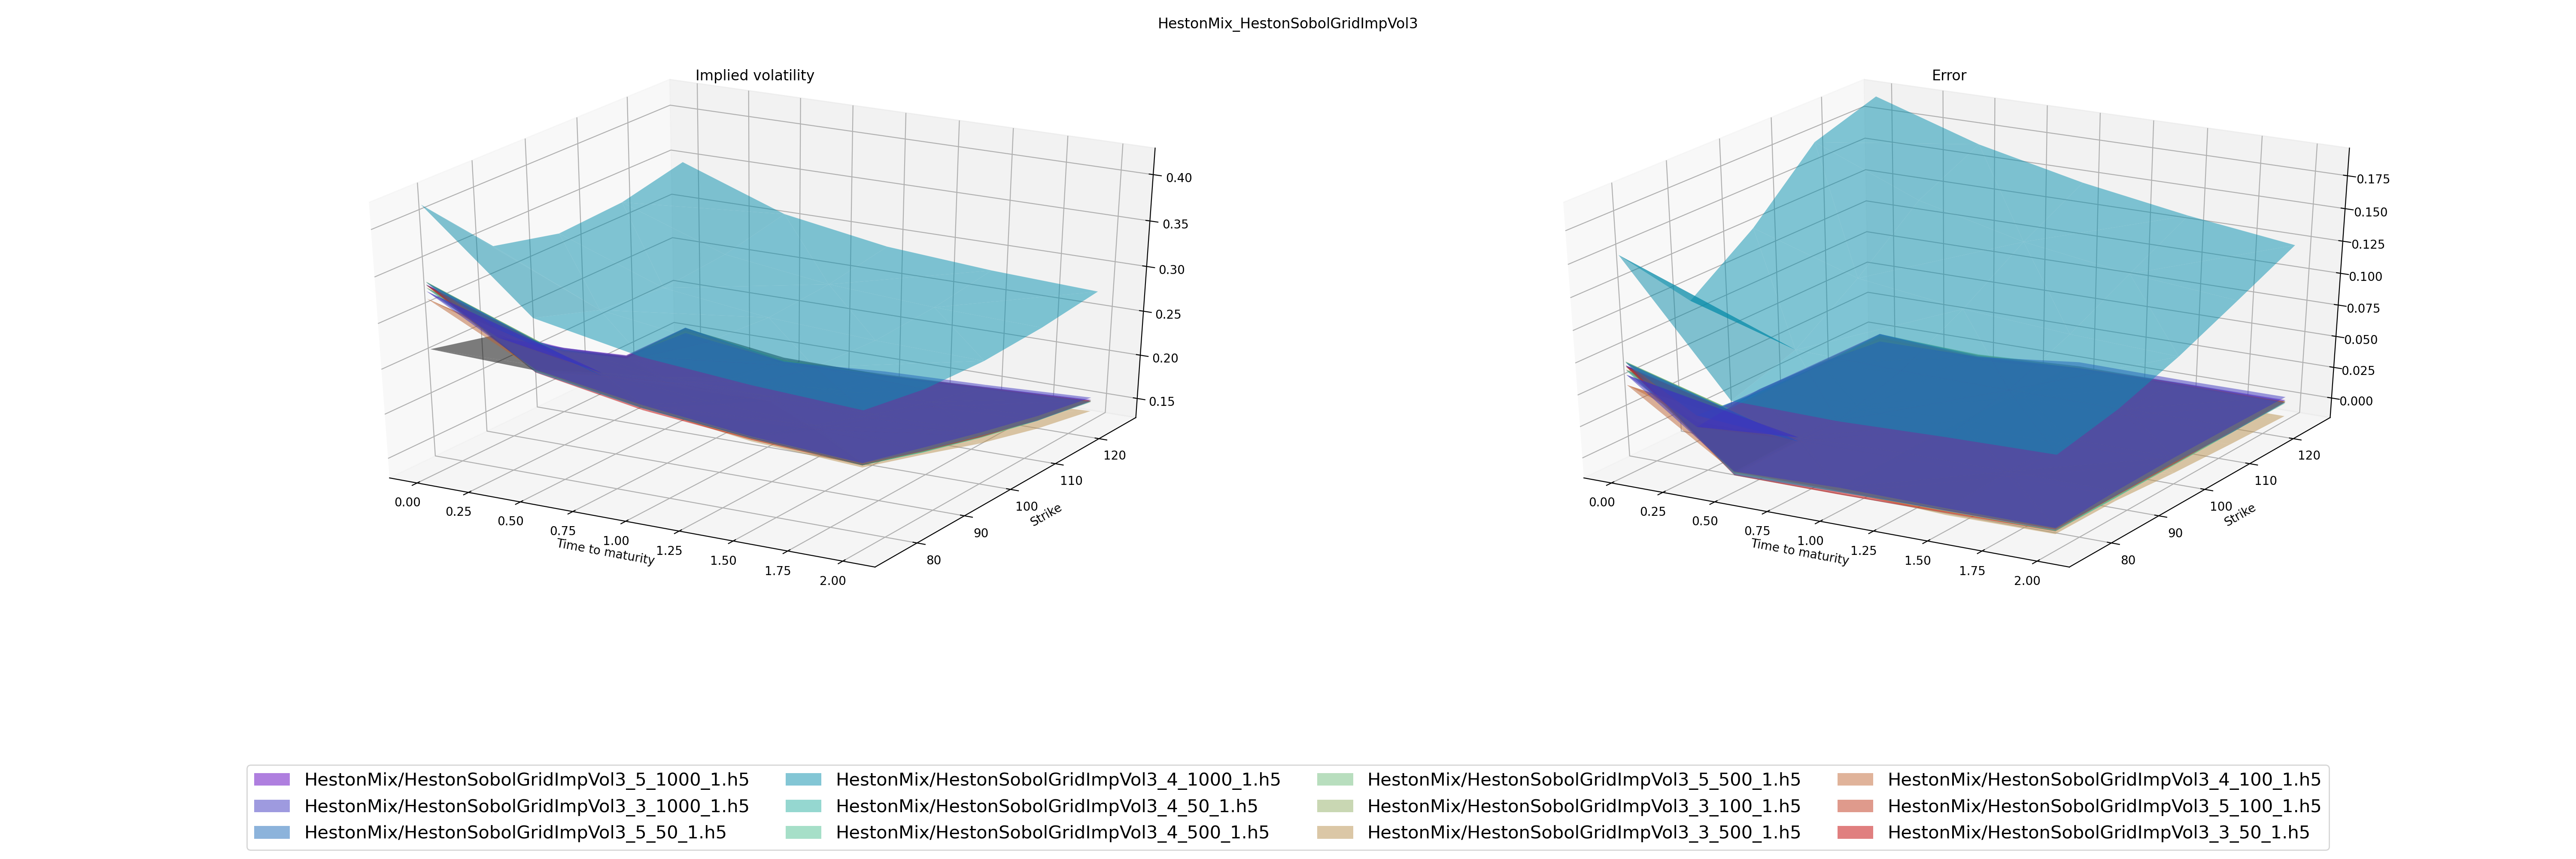 HestonMix_HestonSobolGridImpVol3
Implied volatility
0.40
0.35
0.30
0.25
0.20
0.15
0.00
0.25
0.50
0.75
1.00
1.25
1.50
1.75
2.00
Time to maturity
80
90
100
110
120
Strike
Error
0.175
0.150
0.125
0.100
0.075
0.050
0.025
0.000
0.00
0.25
0.50
0.75
1.00
1.25
1.50
1.75
2.00
Time to maturity
80
90
100
110
120
Strike
HestonMix/HestonSobolGridImpVol3_5_1000_1.h5
HestonMix/HestonSobolGridImpVol3_3_1000_1.h5
HestonMix/HestonSobolGridImpVol3_5_50_1.h5
HestonMix/HestonSobolGridImpVol3_4_1000_1.h5
HestonMix/HestonSobolGridImpVol3_4_50_1.h5
HestonMix/HestonSobolGridImpVol3_4_500_1.h5
HestonMix/HestonSobolGridImpVol3_5_500_1.h5
HestonMix/HestonSobolGridImpVol3_3_100_1.h5
HestonMix/HestonSobolGridImpVol3_3_500_1.h5
HestonMix/HestonSobolGridImpVol3_4_100_1.h5
HestonMix/HestonSobolGridImpVol3_5_100_1.h5
HestonMix/HestonSobolGridImpVol3_3_50_1.h5